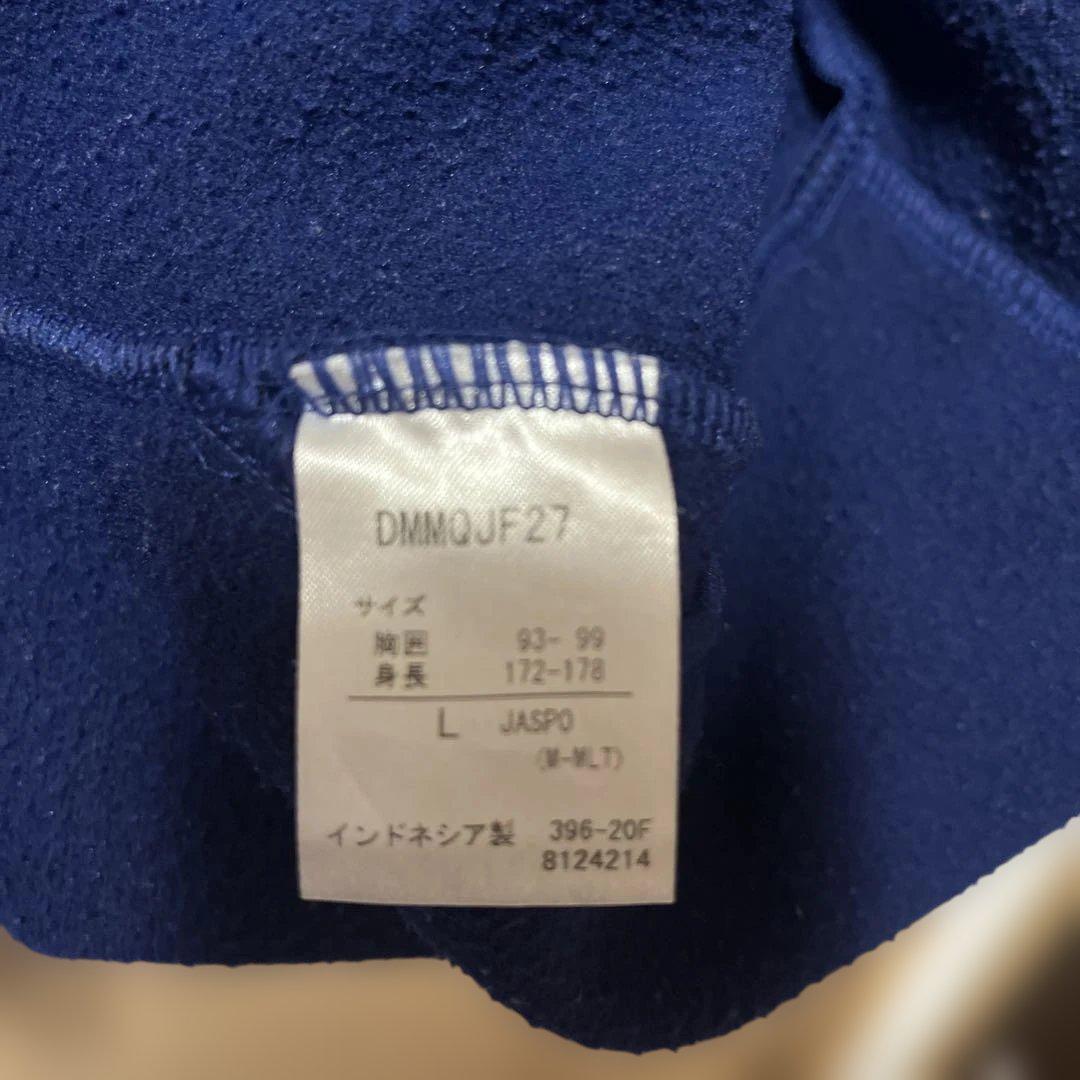 DMMQJF27
サイズ
胸囲 93- 99
身長 172-178
L JASPO
(M-MLT)
インドネシア製 396-20F
8124214